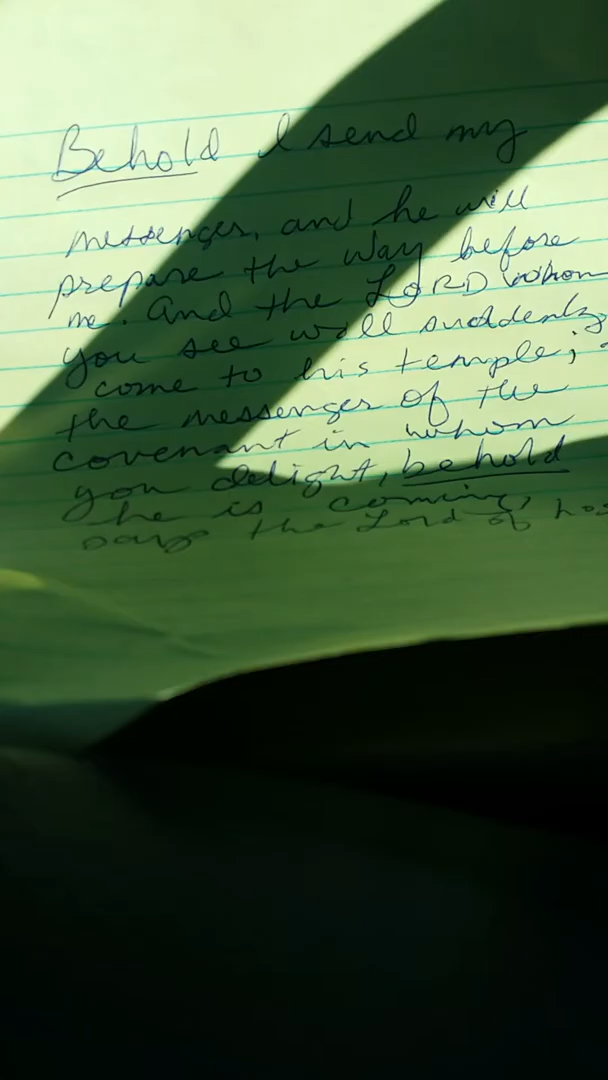 Behold I send my
messenger, and he will
prepare the way before
me. And the LORD whom
you see will suddenly
come to his temple;
the messenger of the
covenant in whom
you delight, behold
he is coming,
says the Lord of hos